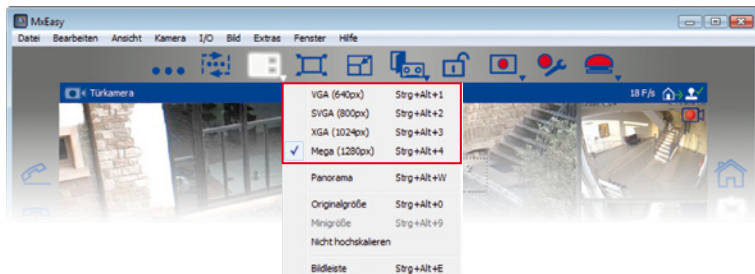 MxEasy
Datei Bearbeiten Ansicht Kamera I/O Bild Extras Fenster Hilfe
Türkamera
18 F/s
VGA (640px) Strg+Alt+1
SVGA (800px) Strg+Alt+2
XGA (1024px) Strg+Alt+3
Mega (1280px) Strg+Alt+4
Panorama Strg+Alt+W
Originalgröße Strg+Alt+0
Minigröße Strg+Alt+9
Nicht hochskalieren
Bildleiste Strg+Alt+E
2